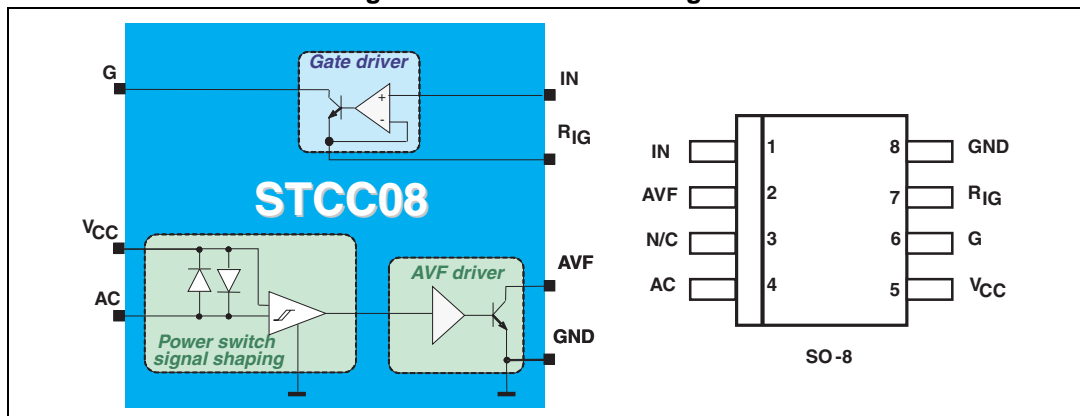 G
Gate driver
+
-
IN
RIG
STCC08
VCC
AC
Power switch
signal shaping
AVF driver
AVF
GND
IN
AVF
N/C
AC
1
2
3
4
8
7
6
5
GND
RIG
G
VCC
SO-8